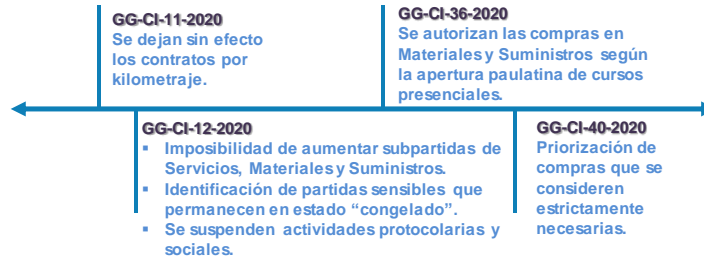 GG-CI-11-2020
Se dejan sin efecto
los contratos por
kilometraje.
GG-CI-36-2020
Se autorizan las compras en
Materiales y Suministros según
la apertura paulatina de cursos
presenciales.
GG-CI-12-2020
▪ Imposibilidad de aumentar subpartidas de
Servicios, Materiales y Suministros.
▪ Identificación de partidas sensibles que
permanecen en estado “congelado”.
▪ Se suspenden actividades protocolarias y
sociales.
GG-CI-40-2020
Priorización de
compras que se
consideren
estrictamente
necesarias.